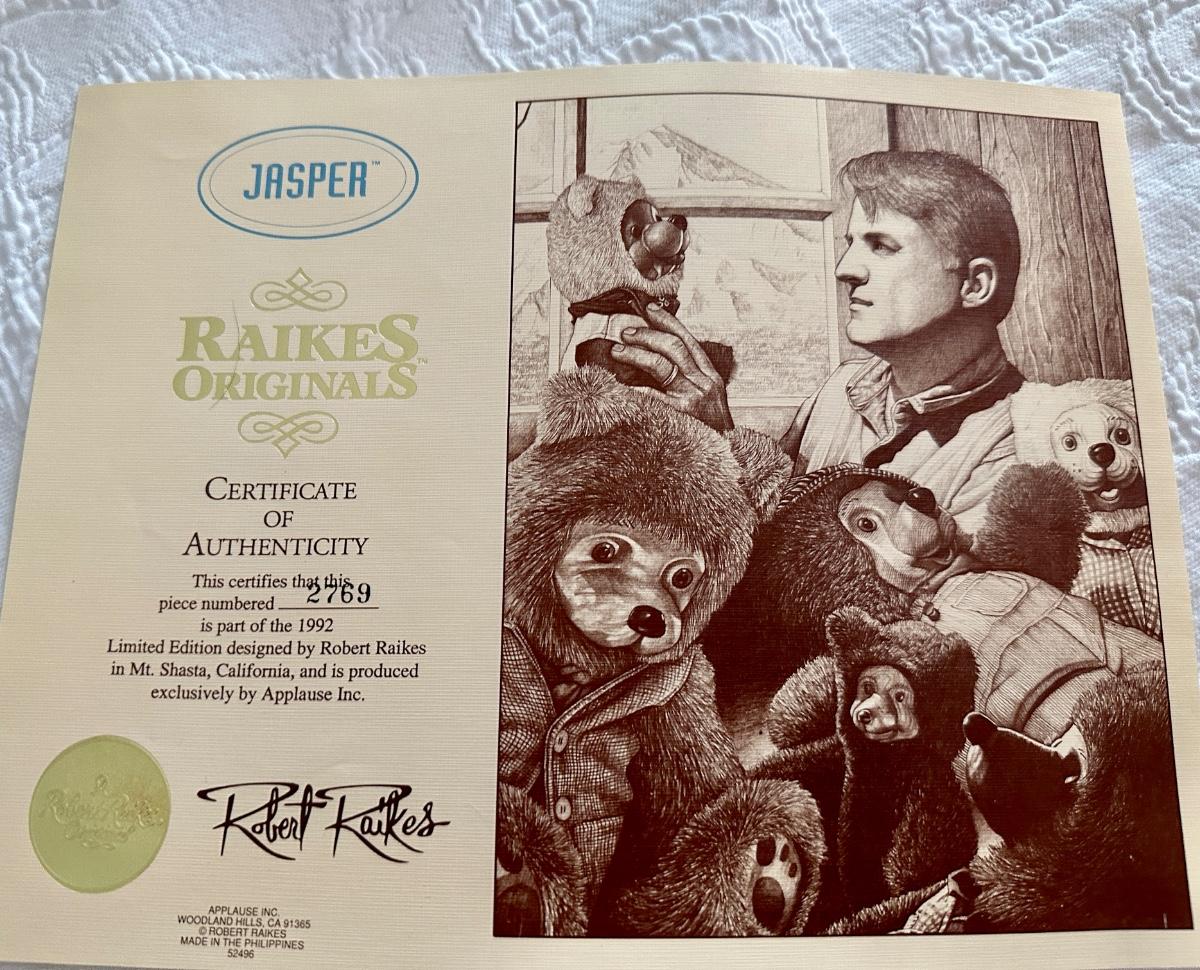 JASPER™
RAIKES
ORIGINALS™
CERTIFICATE
OF
AUTHENTICITY
This certifies that this
piece numbered 2769
is part of the 1992
Limited Edition designed by Robert Raikes
in Mt. Shasta, California, and is produced
exclusively by Applause Inc.
Robert Raikes
APPLAUSE INC.
WOODLAND HILLS, CA 91365
© ROBERT RAIKES
MADE IN THE PHILIPPINES
52496